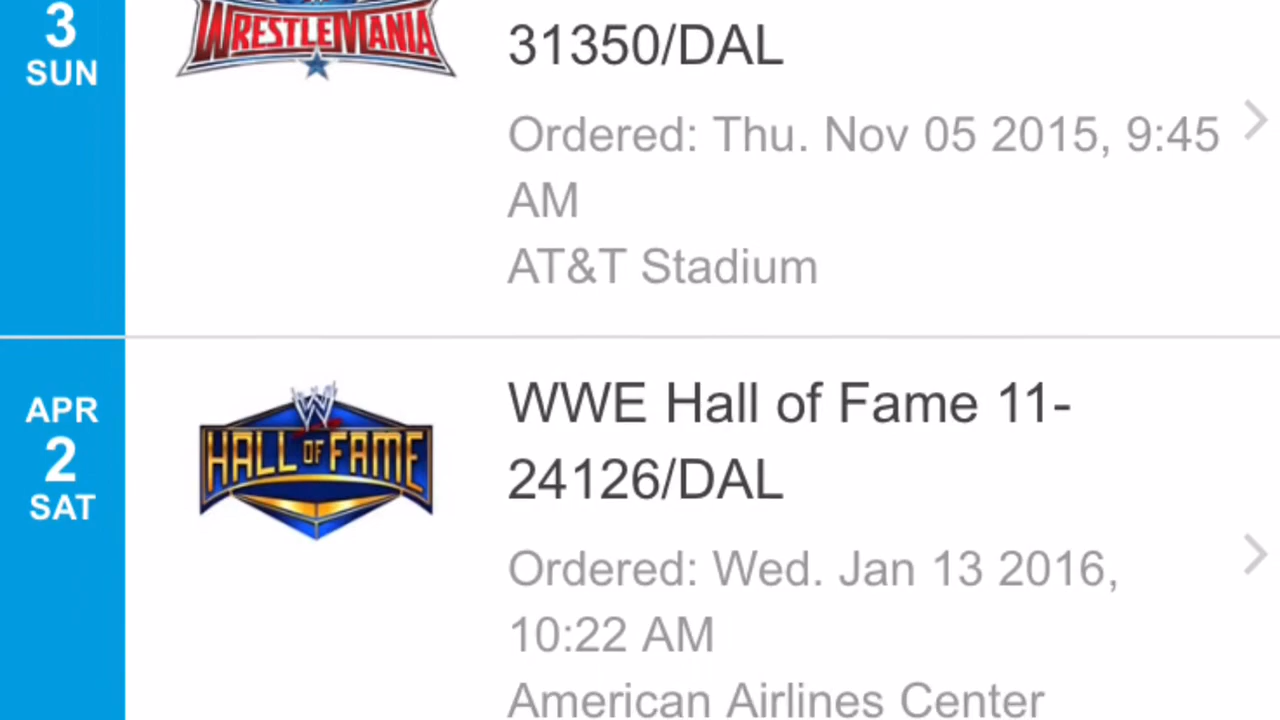 3
SUN
WRESTLEMANIA
31350/DAL
Ordered: Thu. Nov 05 2015, 9:45
AM
AT&T Stadium
APR
2
SAT
W
HALL OF FAME
WWE Hall of Fame 11-
24126/DAL
Ordered: Wed. Jan 13 2016,
10:22 AM
American Airlines Center